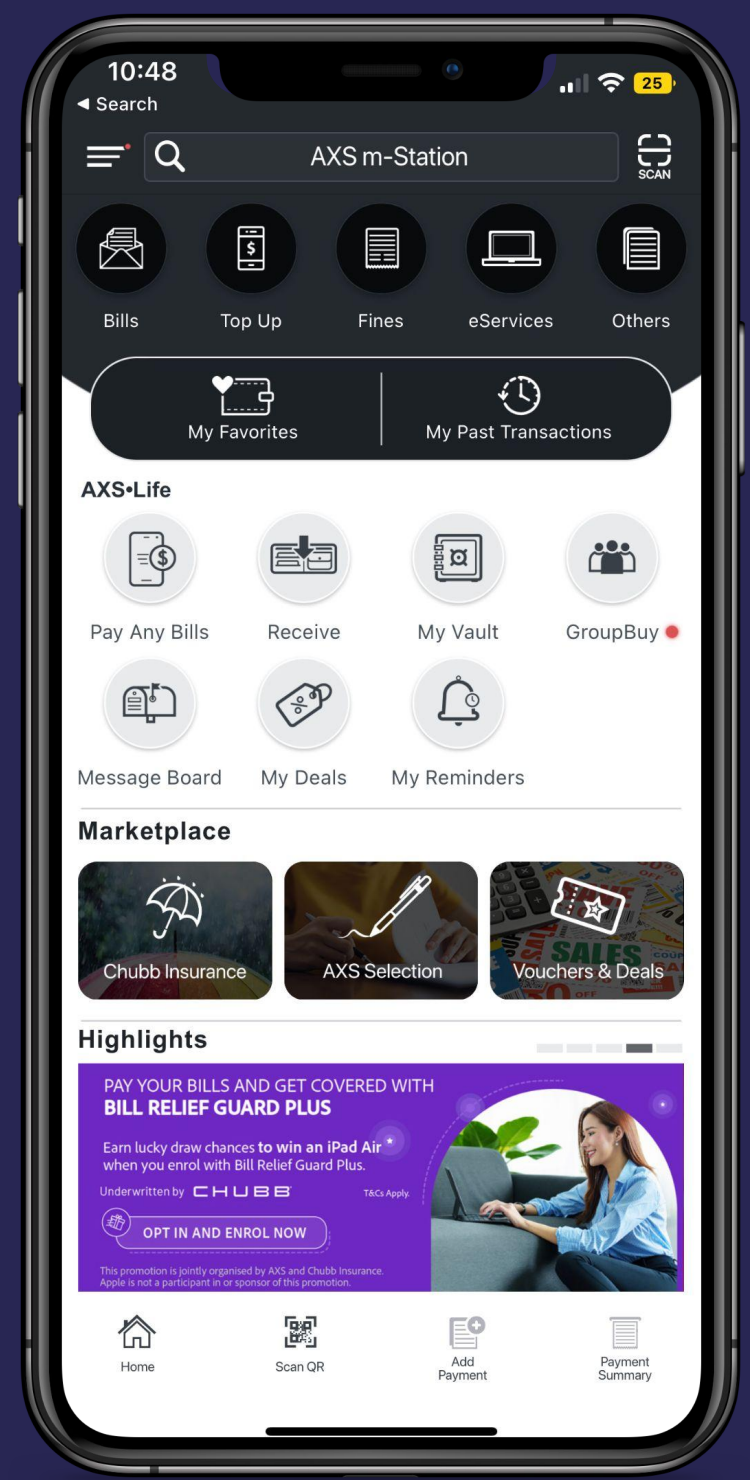 10:48
25
◀ Search
AXS m-Station
SCAN
Bills
Top Up
Fines
eServices
Others
My Favorites
My Past Transactions
AXS•Life
Pay Any Bills
Receive
My Vault
GroupBuy
Message Board
My Deals
My Reminders
Marketplace
Chubb Insurance
AXS Selection
SALES
Vouchers & Deals
OFF
Highlights
PAY YOUR BILLS AND GET COVERED WITH
BILL RELIEF GUARD PLUS
Earn lucky draw chances to win an iPad Air
when you enrol with Bill Relief Guard Plus.
Underwritten by CHUBB
T&Cs Apply.
OPT IN AND ENROL NOW
This promotion is jointly organised by AXS and Chubb Insurance.
Apple is not a participant in or sponsor of this promotion.
Home
Scan QR
Add
Payment
Payment
Summary